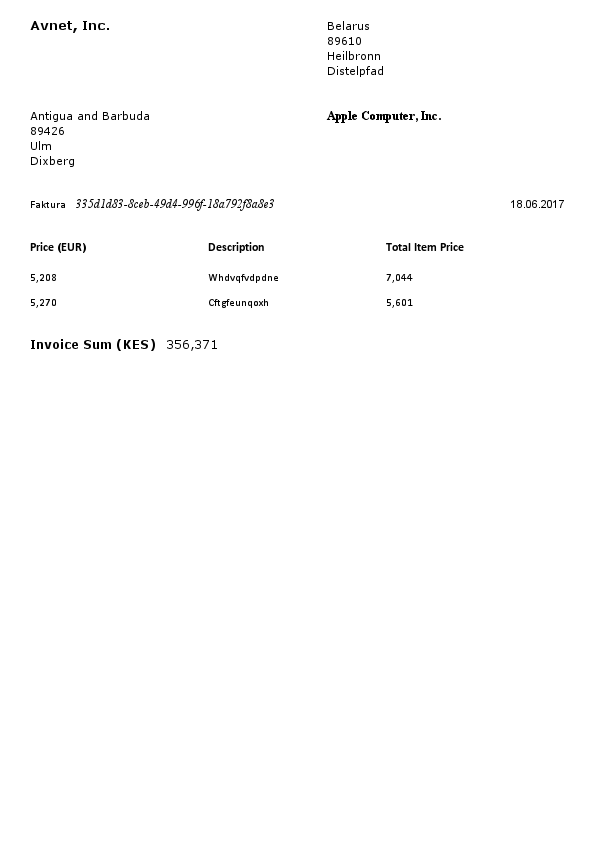 Avnet, Inc.
Belarus
89610
Heilbronn
Distelpfad
Antigua and Barbuda
89426
Ulm
Dixberg
Apple Computer, Inc.
Faktura 335d1d83-8ceb-49d4-996f-18a792f8a8e3 18.06.2017
Price (EUR) Description Total Item Price
5,208 Whdvqfvdpdne 7,044
5,270 Cftgfeunqoxh 5,601
Invoice Sum (KES) 356,371